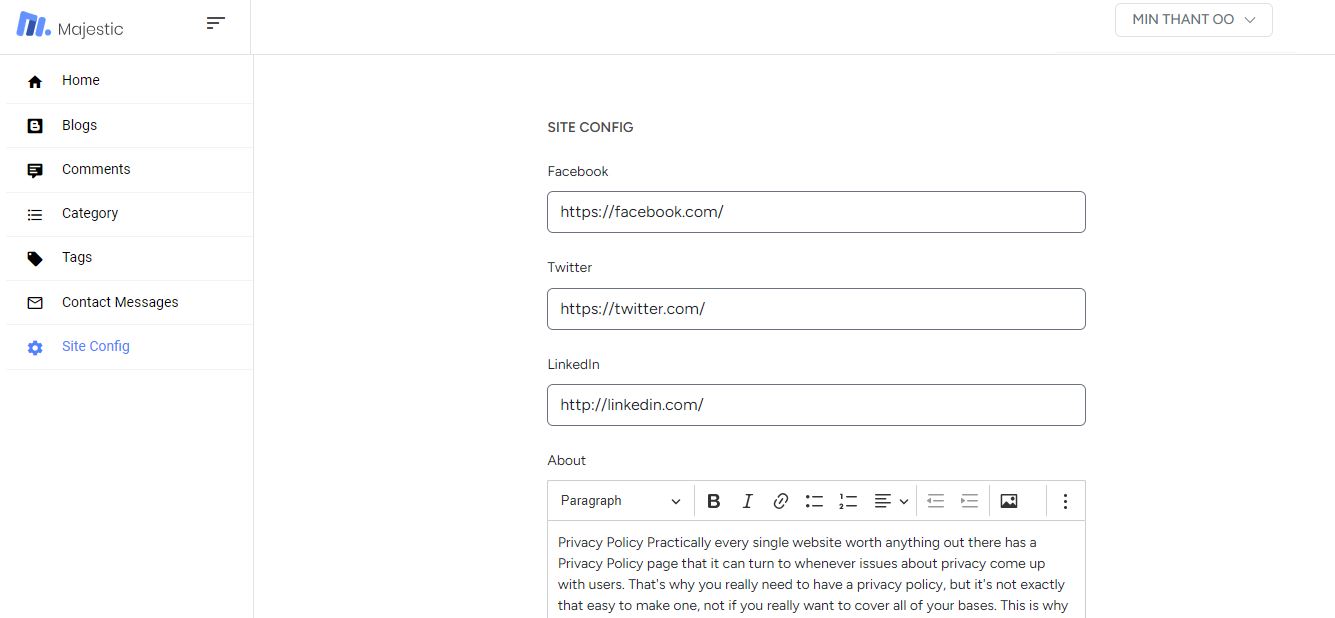 Majestic
MIN THANT OO
Home
Blogs
Comments
Category
Tags
Contact Messages
Site Config
SITE CONFIG
Facebook
https://facebook.com/
Twitter
https://twitter.com/
LinkedIn
http://linkedin.com/
About
Paragraph
Privacy Policy Practically every single website worth anything out there has a
Privacy Policy page that it can turn to whenever issues about privacy come up
with users. That's why you really need to have a privacy policy, but it's not exactly
that easy to make one, not if you really want to cover all of your bases. This is why